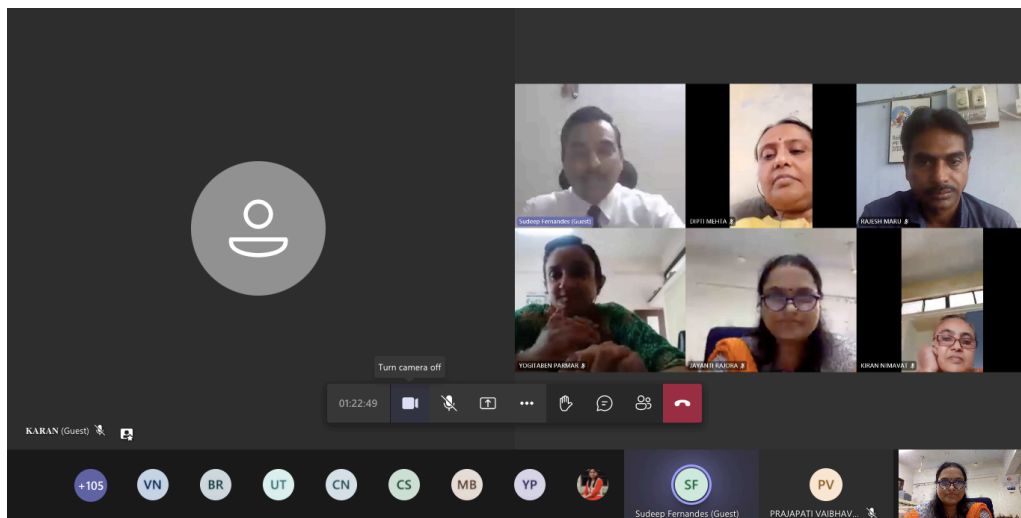 Sudeep Fernandes (Guest)
DIPTI MEHTA
RAJESH MARU
YOGITABEN PARMAR
JAYANTI RAJORA
KIRAN NIMAVAT
Turn camera off
01:22:49
KARAN (Guest)
+105
VN
BR
UT
CN
CS
MB
YP
SF
PV
Sudeep Fernandes (Guest)
PRAJAPATI VAIBHAV...